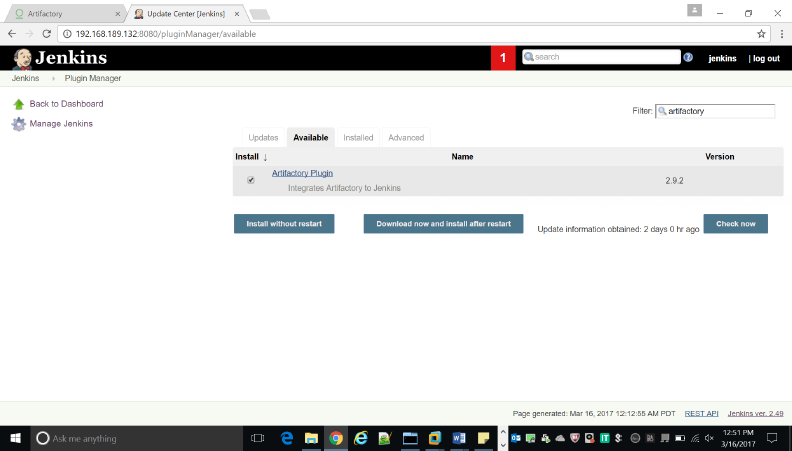 Artifactory
Update Center [Jenkins]
192.168.189.132:8080/pluginManager/available
Jenkins
1
search
jenkins
| log out
Jenkins
Plugin Manager
Back to Dashboard
Manage Jenkins
Filter: artifactory
Updates
Available
Installed
Advanced
Install ↓
Name
Version
Artifactory Plugin
Integrates Artifactory to Jenkins
2.9.2
Install without restart
Download now and install after restart
Update information obtained: 2 days 0 hr ago
Check now
Page generated: Mar 16, 2017 12:12:55 AM PDT
REST API
Jenkins ver. 2.49
Ask me anything
12:51 PM
3/16/2017